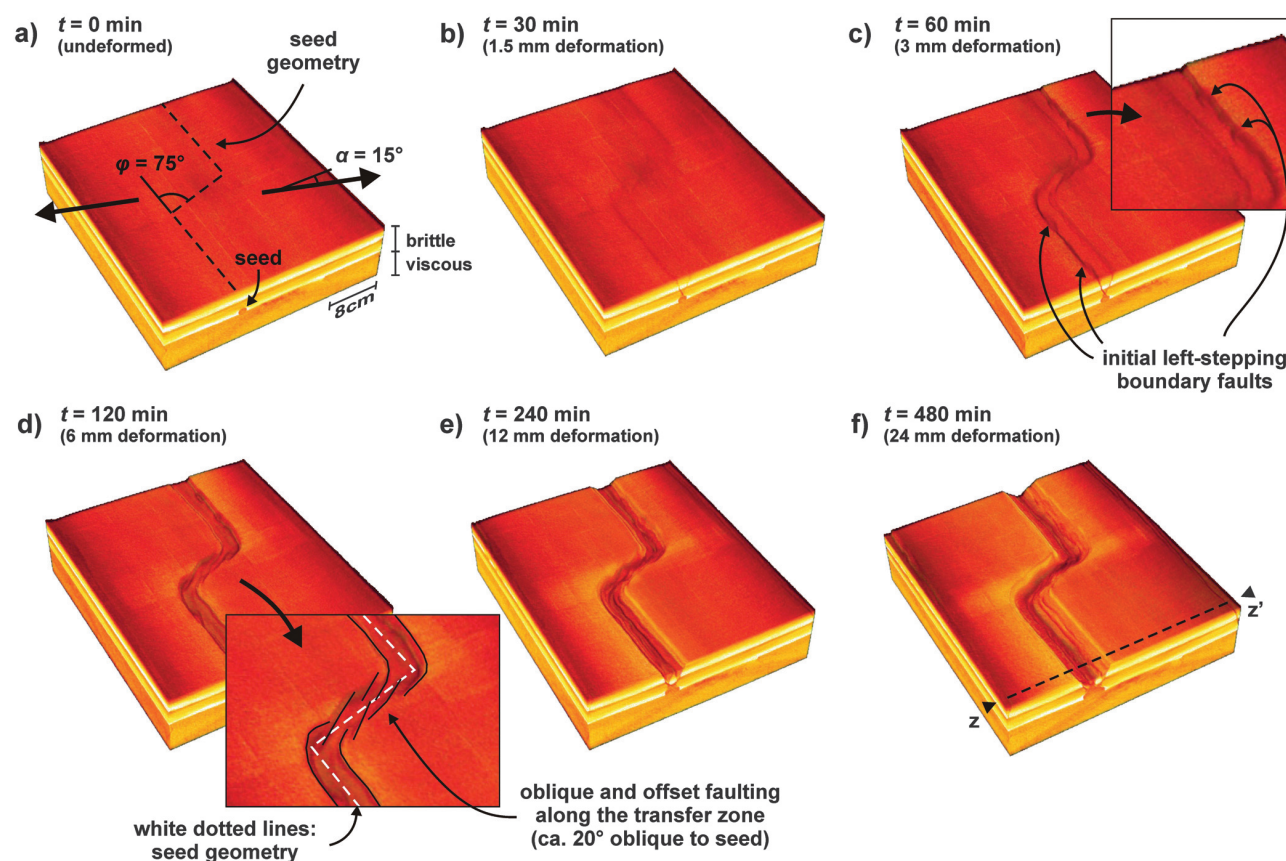 a)
t = 0 min
(undeformed)
seed
geometry
φ = 75°
α = 15°
seed
brittle
viscous
8cm
b)
t = 30 min
(1.5 mm deformation)
c)
t = 60 min
(3 mm deformation)
initial left-stepping
boundary faults
d)
t = 120 min
(6 mm deformation)
white dotted lines:
seed geometry
oblique and offset faulting
along the transfer zone
(ca. 20° oblique to seed)
e)
t = 240 min
(12 mm deformation)
f)
t = 480 min
(24 mm deformation)
z'
z